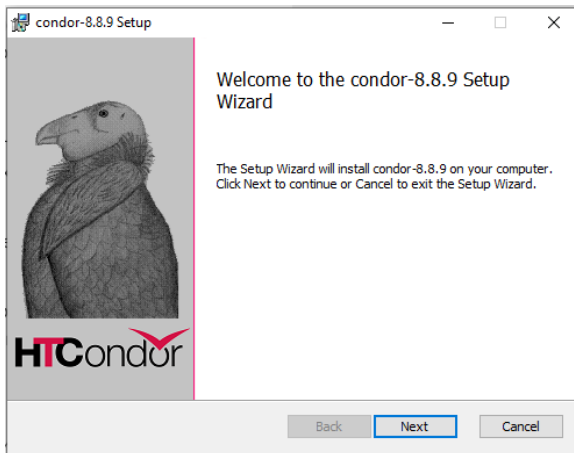 condor-8.8.9 Setup
Welcome to the condor-8.8.9 Setup
Wizard
The Setup Wizard will install condor-8.8.9 on your computer.
Click Next to continue or Cancel to exit the Setup Wizard.
HTCondor
Back Next Cancel